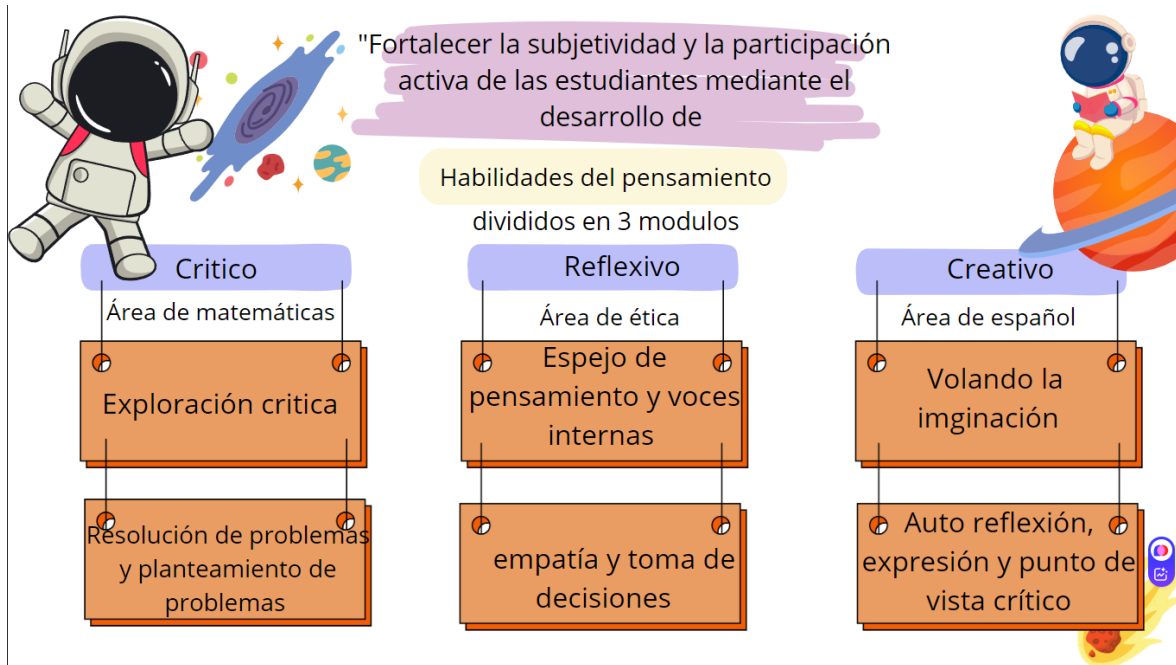 "Fortalecer la subjetividad y la participación
activa de las estudiantes mediante el
desarrollo de
Habilidades del pensamiento
divididos en 3 modulos
Critico
Área de matemáticas
Exploración critica
Resolución de problemas
y planteamiento de
problemas
Reflexivo
Área de ética
Espejo de
pensamiento y voces
internas
empatía y toma de
decisiones
Creativo
Área de español
Volando la
imginación
Auto reflexión,
expresión y punto de
vista crítico